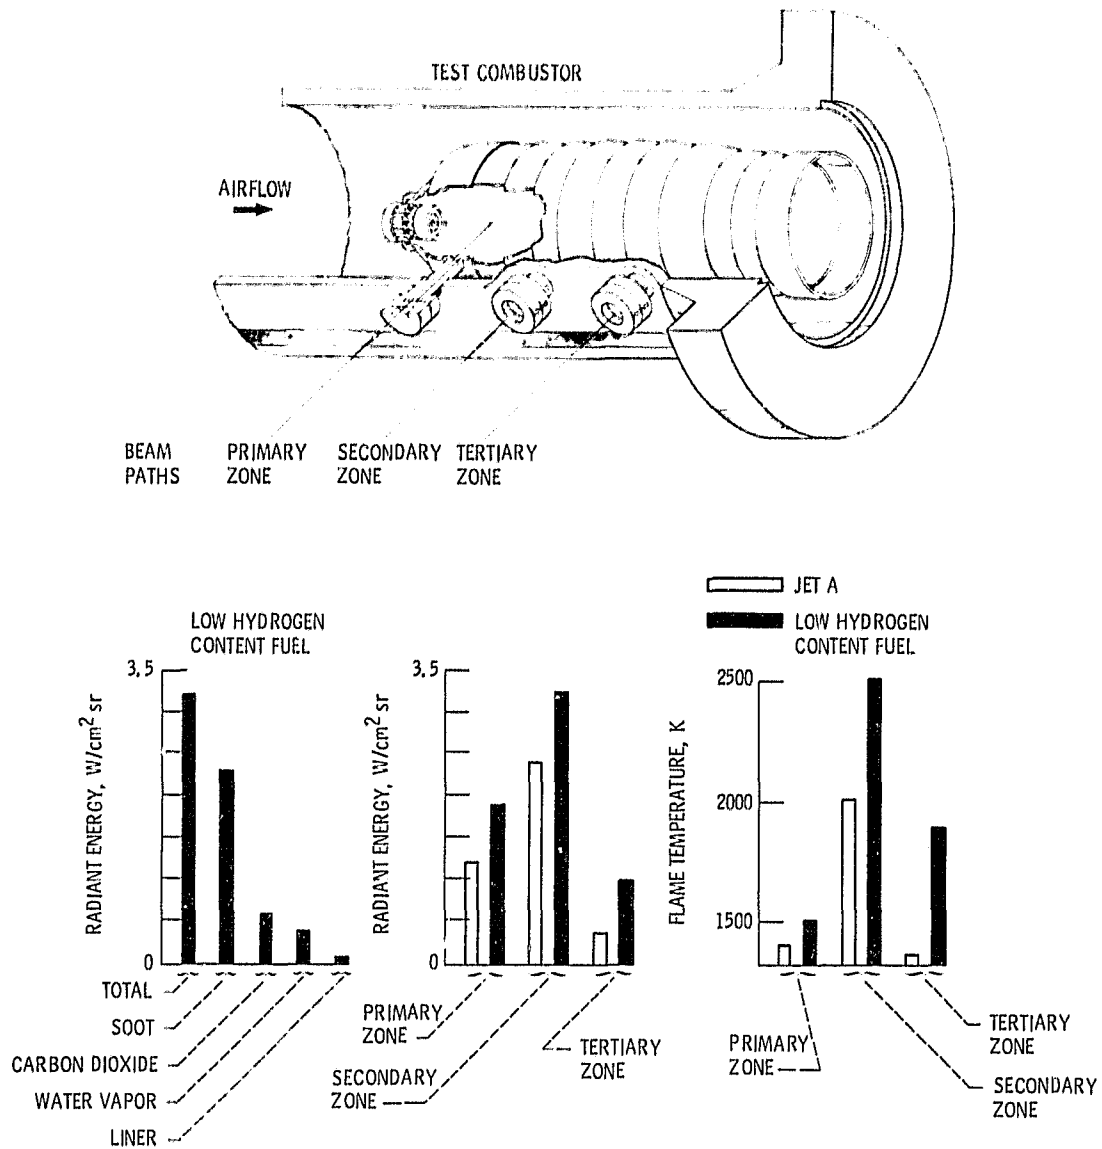 TEST COMBUSTOR
AIRFLOW
BEAM
PATHS
PRIMARY
ZONE
SECONDARY
ZONE
TERTIARY
ZONE
JET A
LOW HYDROGEN
CONTENT FUEL
LOW HYDROGEN
CONTENT FUEL
3.5
RADIANT ENERGY, W/cm² sr
0
TOTAL
SOOT
CARBON DIOXIDE
WATER VAPOR
LINER
3.5
RADIANT ENERGY, W/cm² sr
0
PRIMARY
ZONE
SECONDARY
ZONE
TERTIARY
ZONE
2500
2000
1500
FLAME TEMPERATURE, K
PRIMARY
ZONE
TERTIARY
ZONE
SECONDARY
ZONE